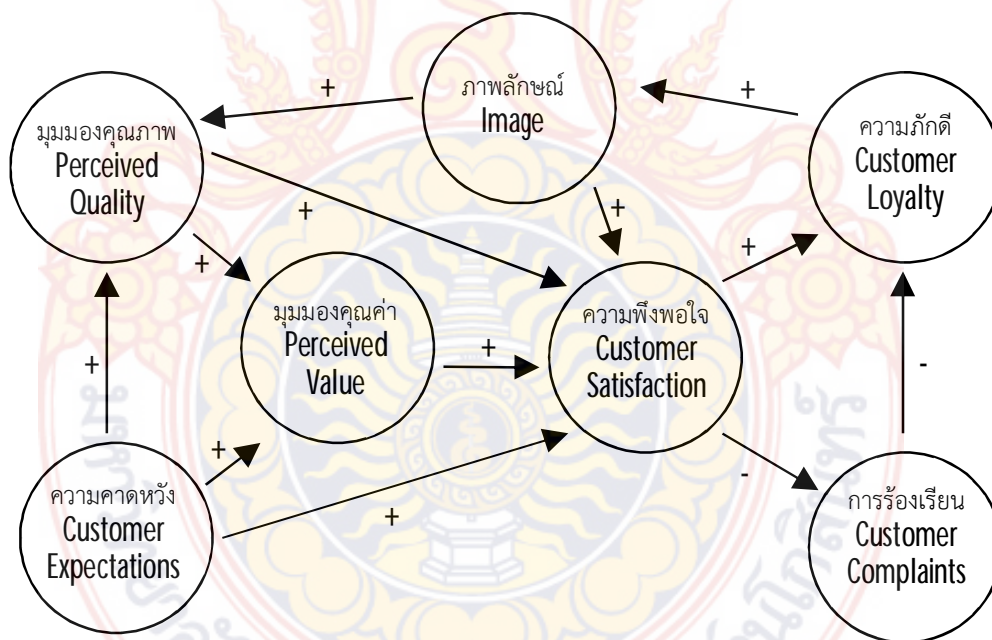 ภาพลักษณ์
Image
+
+
มุมมองคุณภาพ
Perceived
Quality
ความภักดี
Customer
Loyalty
+
+
+
+
มุมมองคุณค่า
Perceived
Value
ความพึงพอใจ
Customer
Satisfaction
+
+
-
+
+
-
ความคาดหวัง
Customer
Expectations
การร้องเรียน
Customer
Complaints